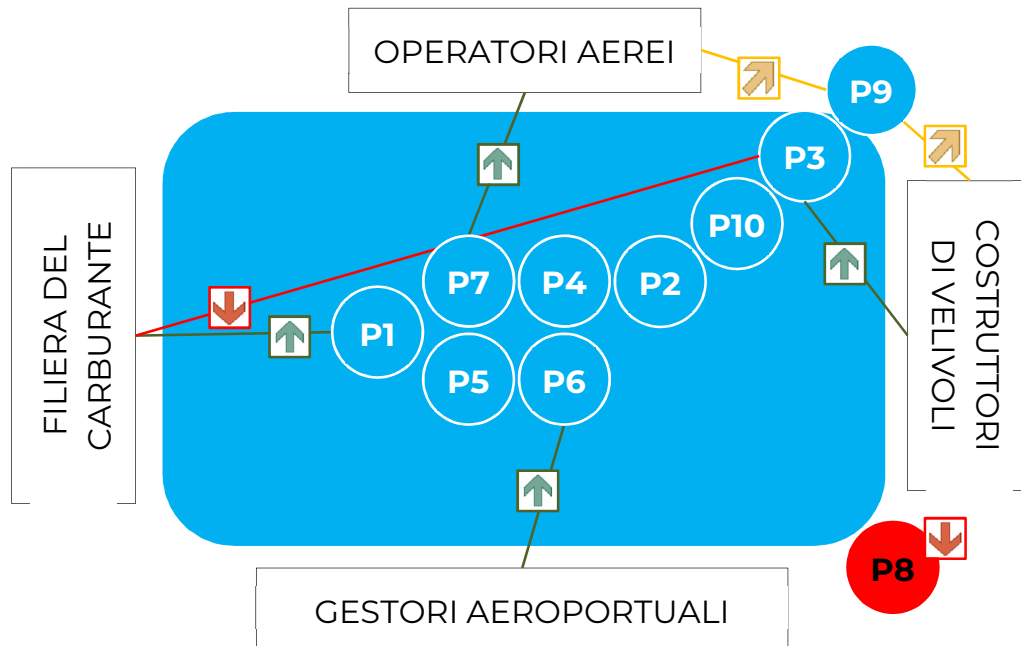 OPERATORI AEREI
P9
P3
P10
P7
P4
P2
P1
P5
P6
P8
FILIERA DEL
CARBURANTE
COSTRUTTORI
DI VELIVOLI
GESTORI AEROPORTUALI